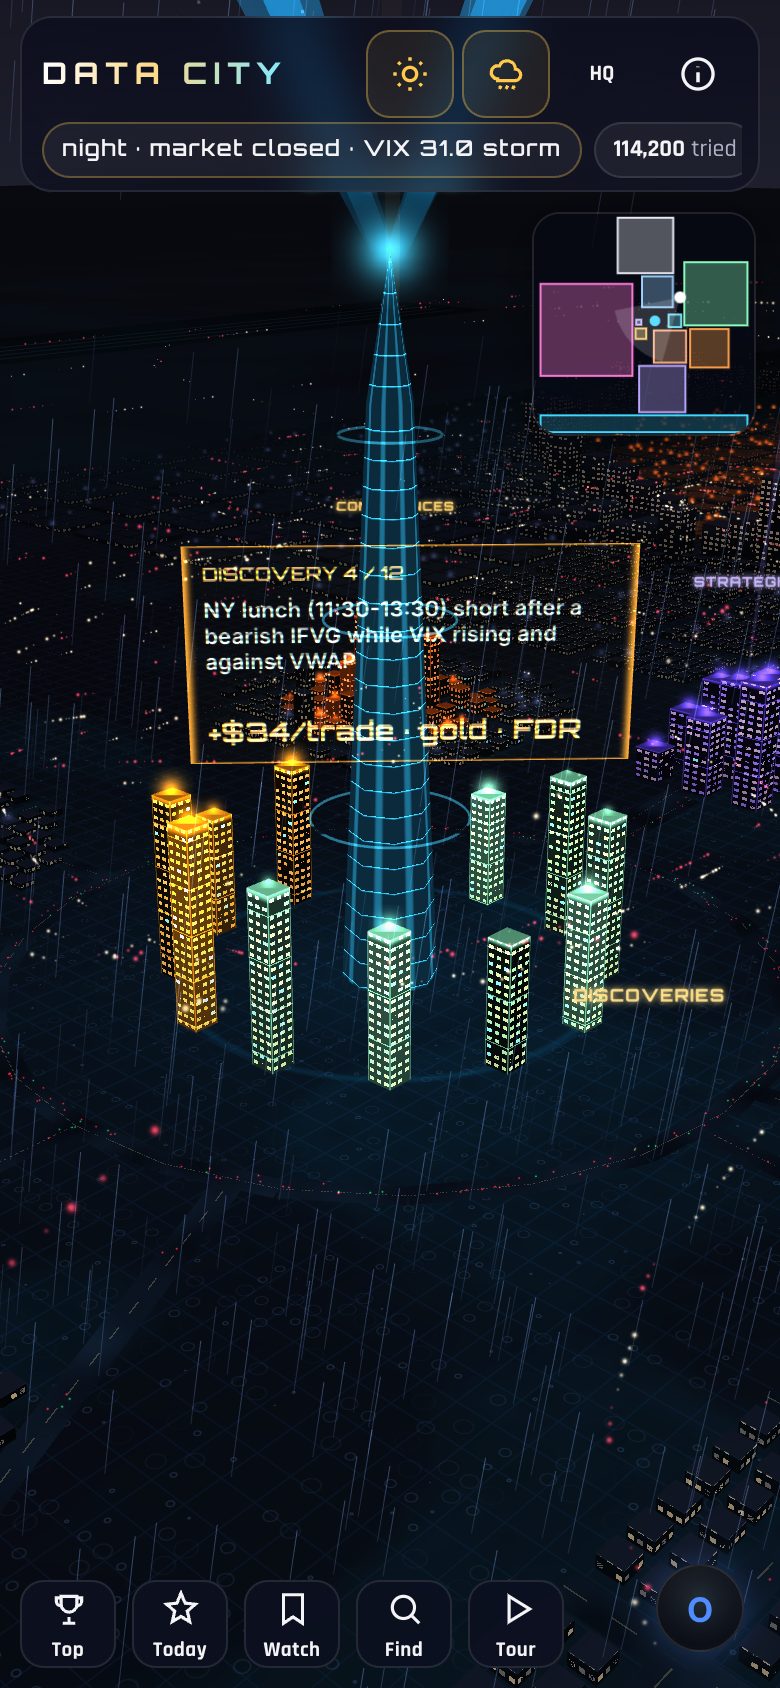 DATA CITY
HQ
night · market closed · VIX 31.0 storm
114,200 tried
DISCOVERY 4 / 12
NY lunch (11:30-13:30) short after a
bearish IFVG while VIX rising and
against VWAP
+$34/trade · gold · FDR
DISCOVERIES
Top
Today
Watch
Find
Tour
O